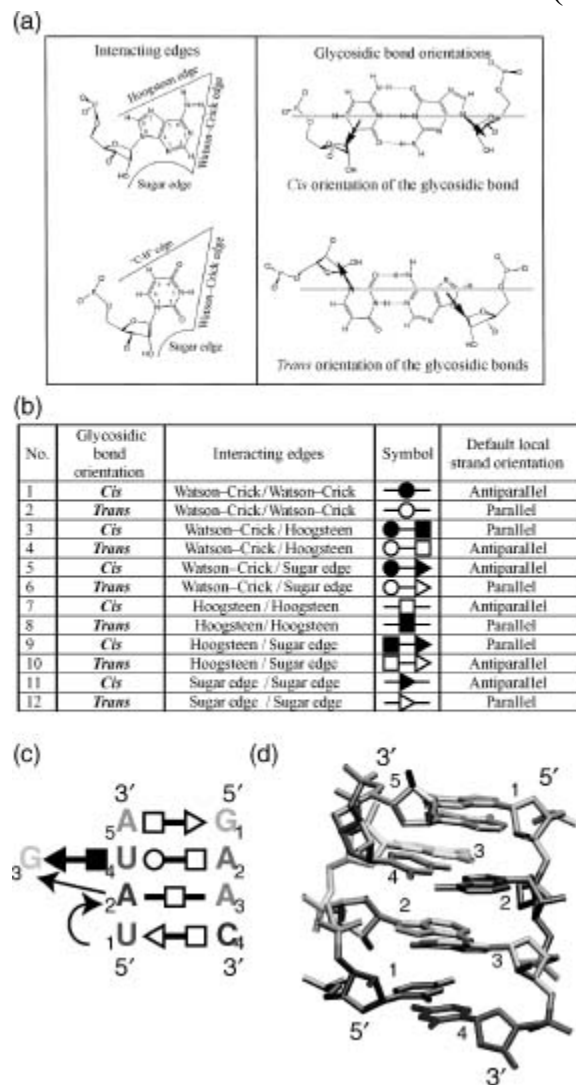 (
(a)
Interacting edges
Glycosidic bond orientations
Hoogsteen edge
Watson–Crick edge
Sugar edge
Cis orientation of the glycosidic bond
"C-H" edge
Watson–Crick edge
Sugar edge
Trans orientation of the glycosidic bonds
(b)
No. Glycosidic bond orientation Interacting edges Symbol Default local strand orientation
1 Cis Watson–Crick/Watson–Crick Antiparallel
2 Trans Watson–Crick/Watson–Crick Parallel
3 Cis Watson–Crick/Hoogsteen Parallel
4 Trans Watson–Crick/Hoogsteen Antiparallel
5 Cis Watson–Crick/Sugar edge Antiparallel
6 Trans Watson–Crick/Sugar edge Parallel
7 Cis Hoogsteen/Hoogsteen Antiparallel
8 Trans Hoogsteen/Hoogsteen Parallel
9 Cis Hoogsteen/Sugar edge Parallel
10 Trans Hoogsteen/Sugar edge Antiparallel
11 Cis Sugar edge /Sugar edge Antiparallel
12 Trans Sugar edge/Sugar edge Parallel
(c)
3′ 5′
A5 G1
G3 U4 A2
A2 A3
U1 C4
5′ 3′
(d)
3′ 5 1 5′
3
4 2
2
3
1
5′ 4
3′